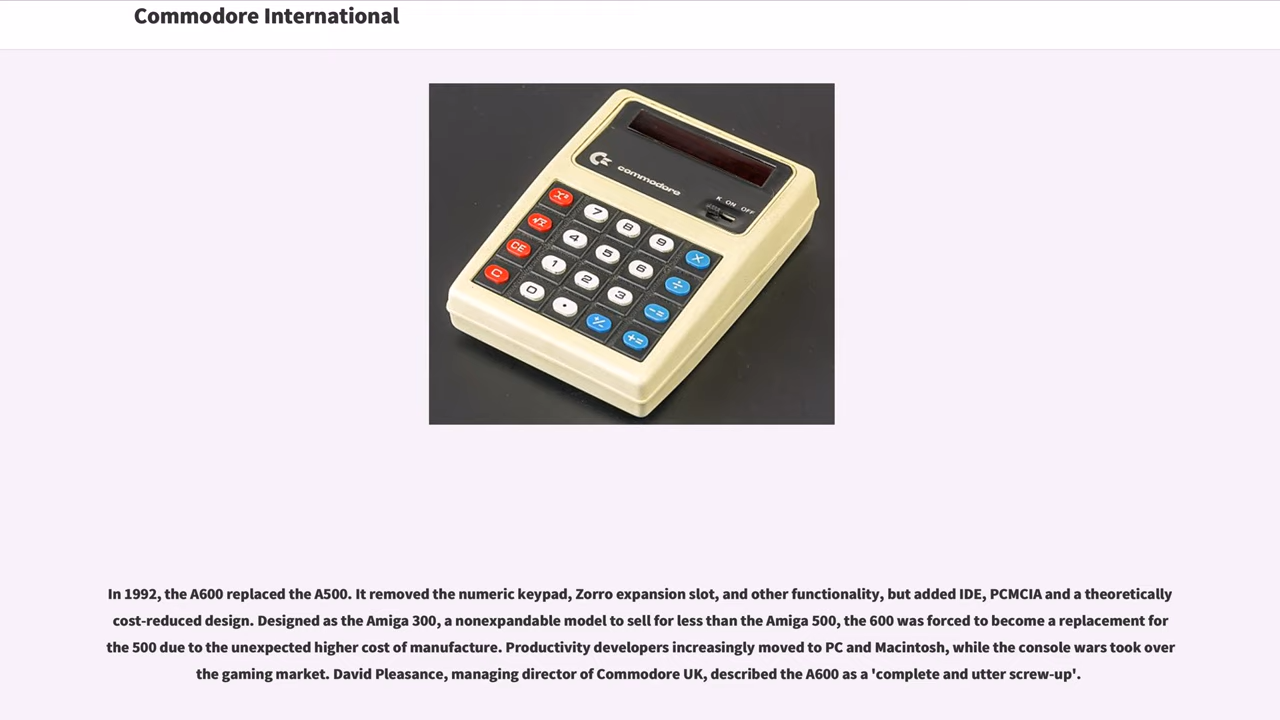 Commodore International
commodore
K ON OFF
X² 7 8 9 X
√x 4 5 6 ÷
CE 1 2 3 -=
C 0 . +/- +=
In 1992, the A600 replaced the A500. It removed the numeric keypad, Zorro expansion slot, and other functionality, but added IDE, PCMCIA and a theoretically
cost-reduced design. Designed as the Amiga 300, a nonexpandable model to sell for less than the Amiga 500, the 600 was forced to become a replacement for
the 500 due to the unexpected higher cost of manufacture. Productivity developers increasingly moved to PC and Macintosh, while the console wars took over
the gaming market. David Pleasance, managing director of Commodore UK, described the A600 as a 'complete and utter screw-up'.